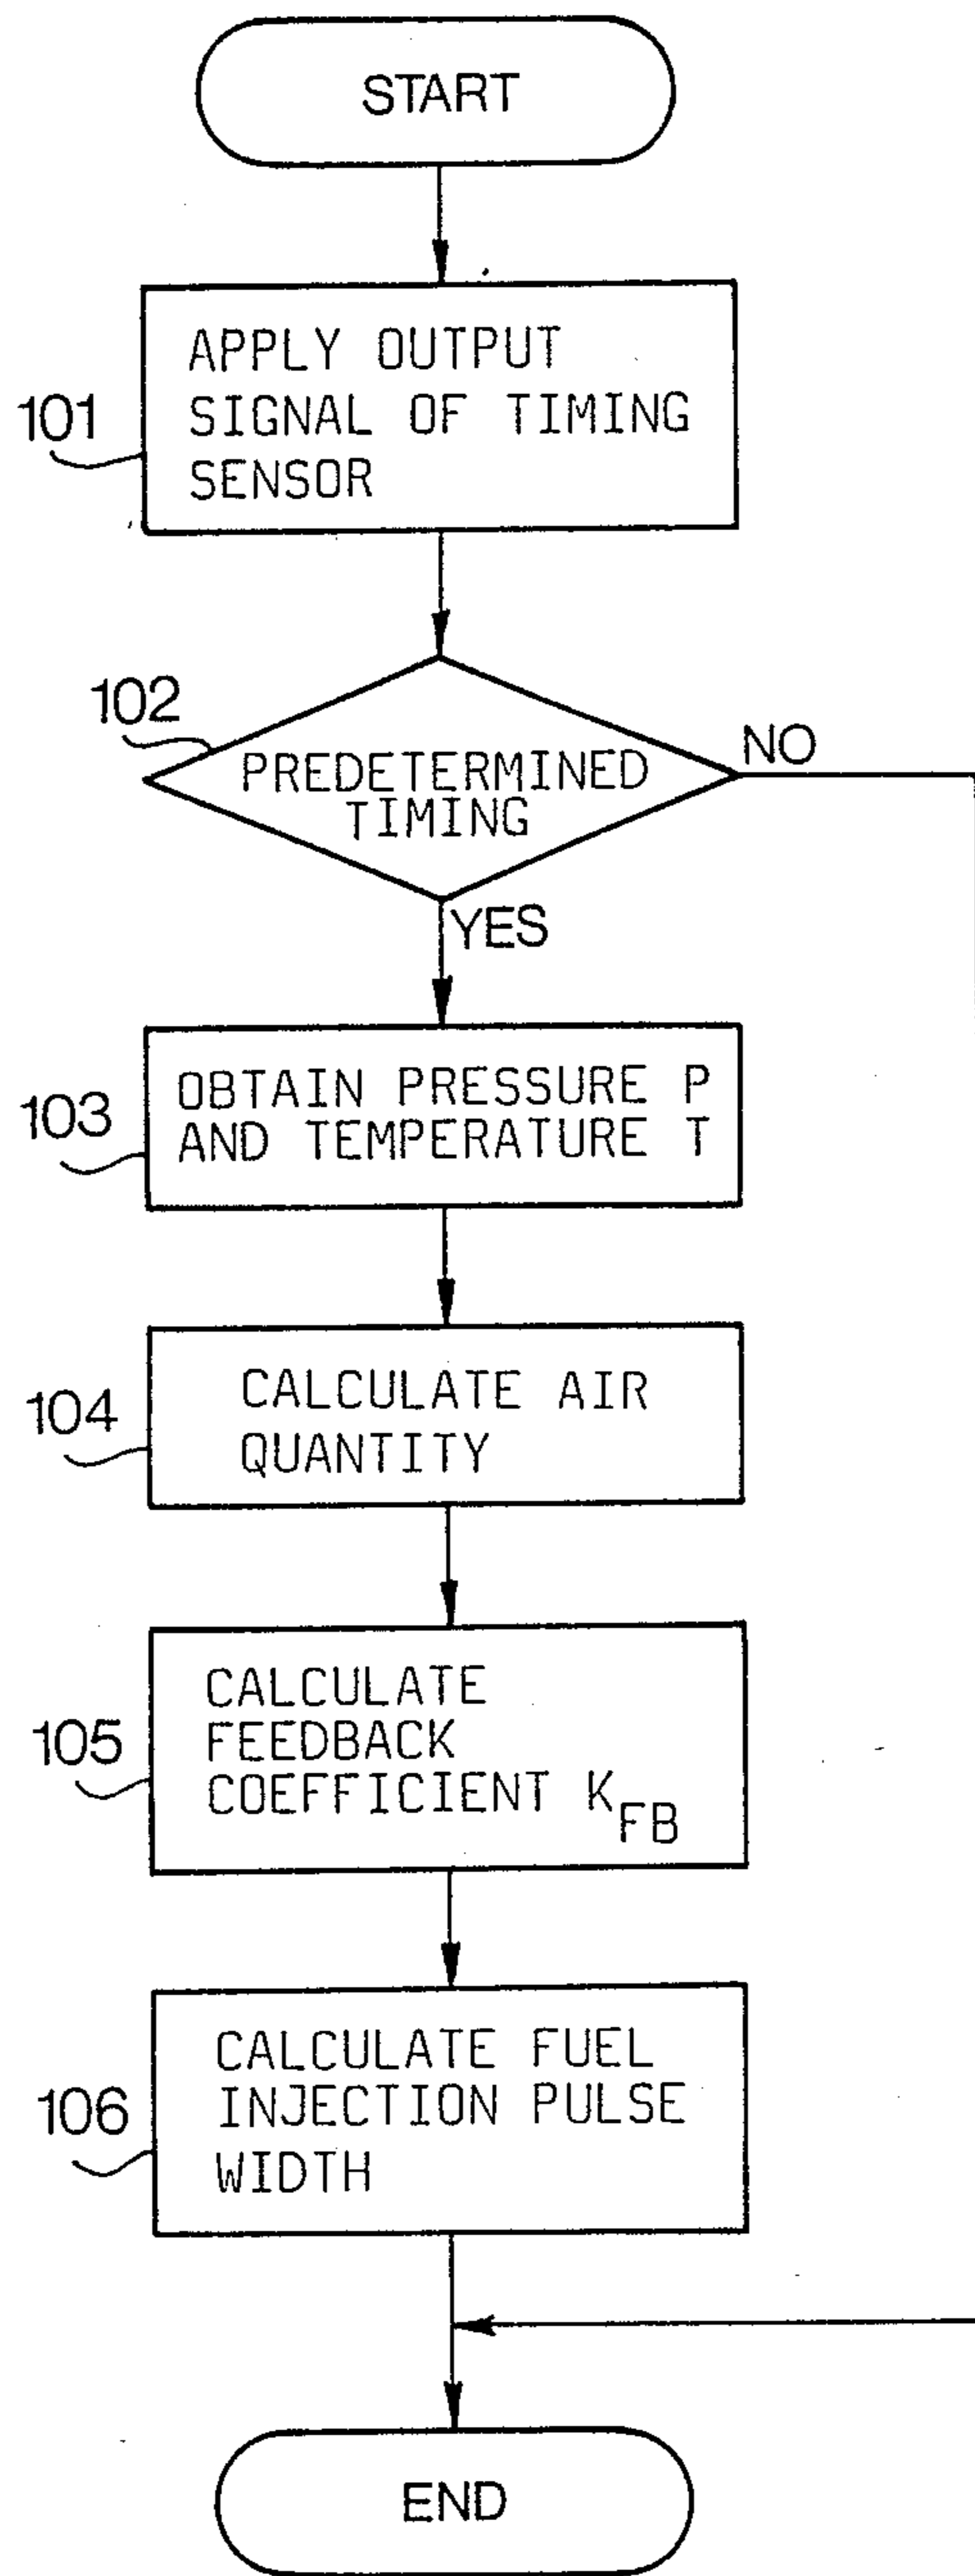 START
101
APPLY OUTPUT
SIGNAL OF TIMING
SENSOR
102
PREDETERMINED
TIMING
NO
YES
103
OBTAIN PRESSURE P
AND TEMPERATURE T
104
CALCULATE AIR
QUANTITY
105
CALCULATE
FEEDBACK
COEFFICIENT K_FB
106
CALCULATE FUEL
INJECTION PULSE
WIDTH
END